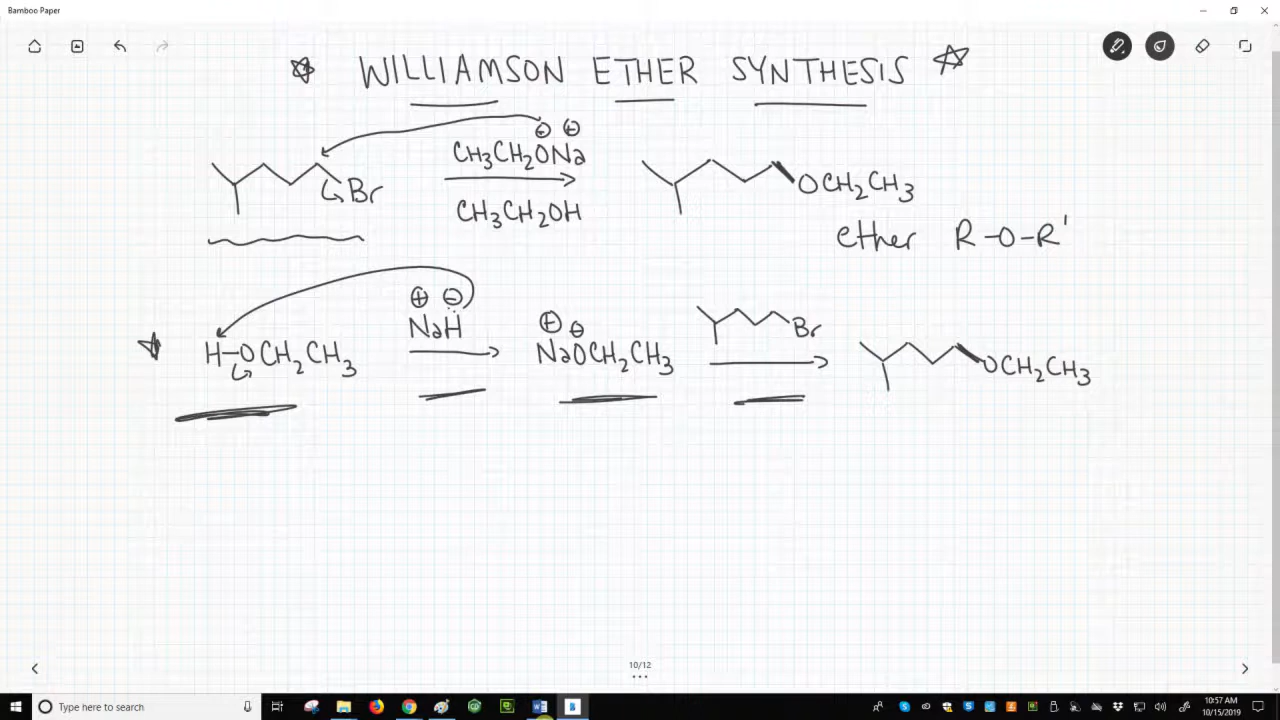 Bamboo Paper
* WILLIAMSON ETHER SYNTHESIS *
⊖ ⊕
CH3CH2ONa
Br
CH3CH2OH
OCH2CH3
ether R-O-R'
⊕ ⊖
NaH
H-OCH2CH3
⊕ ⊖
NaOCH2CH3
Br
OCH2CH3
10/12
Type here to search
10:57 AM
10/15/2019